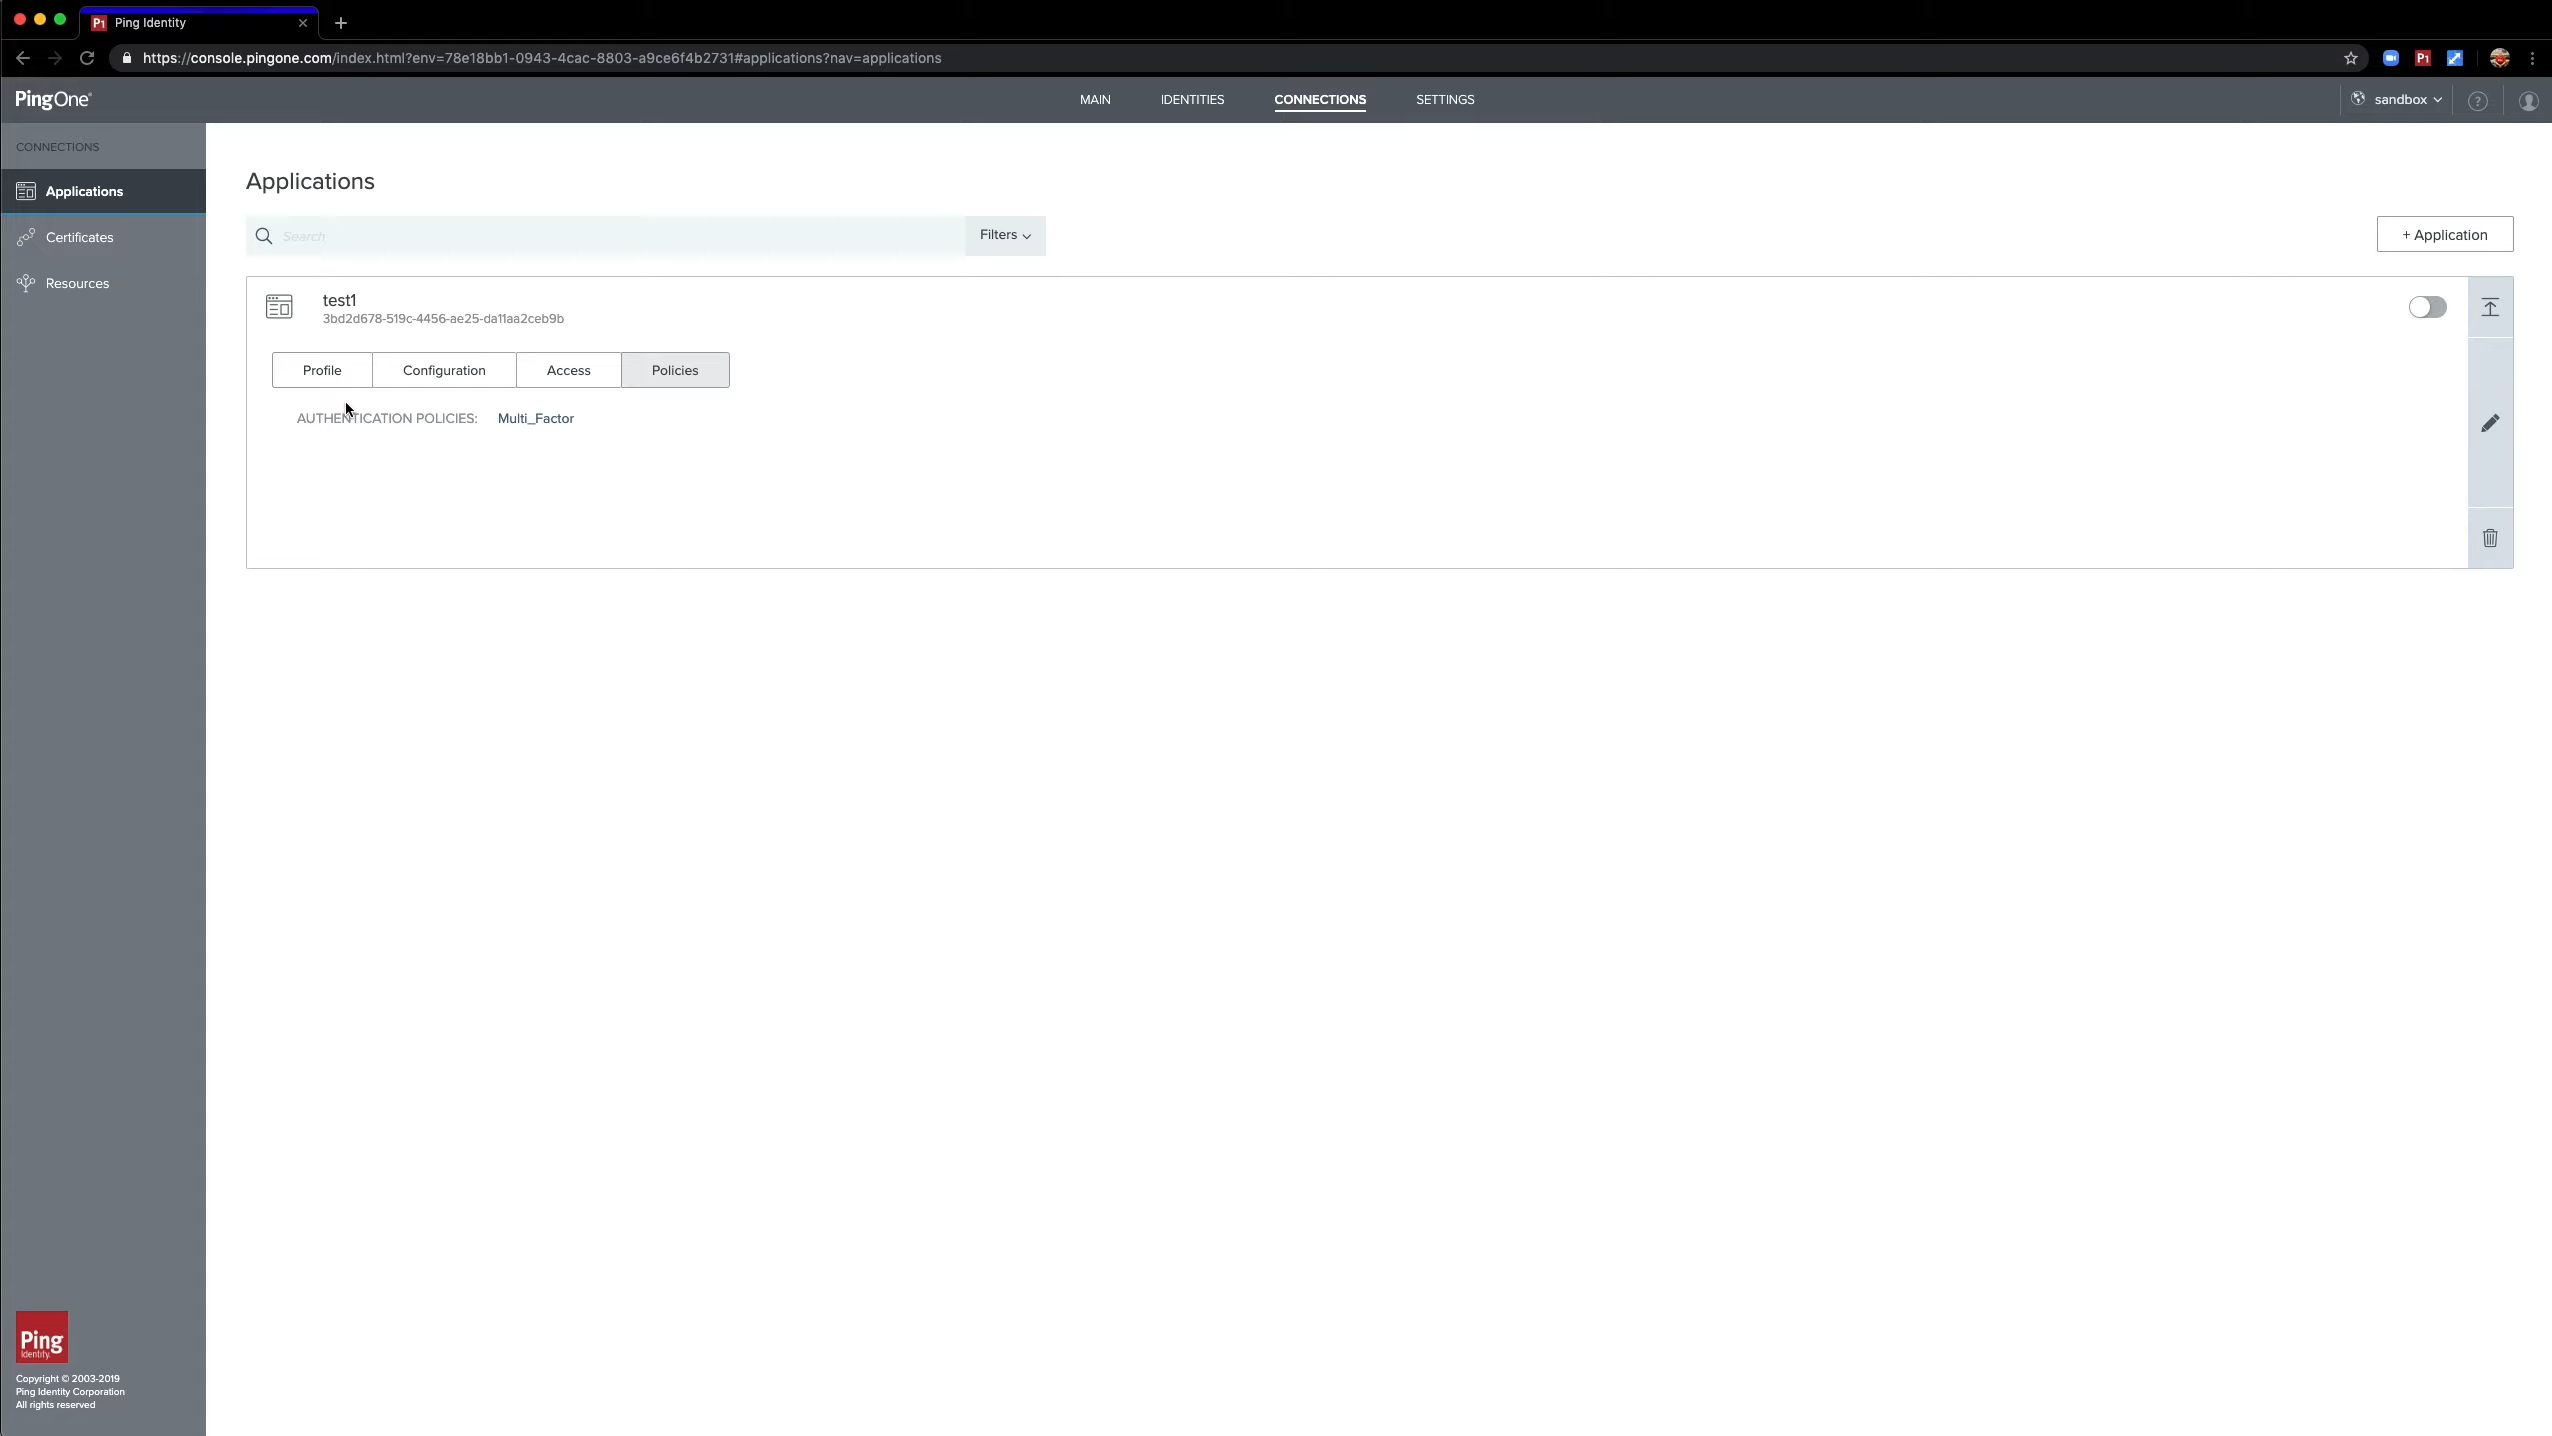 Ping Identity
https://console.pingone.com/index.html?env=78e18bb1-0943-4cac-8803-a9ce6f4b2731#applications?nav=applications
P1
PingOne
MAIN
IDENTITIES
CONNECTIONS
SETTINGS
sandbox
?
CONNECTIONS
Applications
Certificates
Resources
Applications
Search
Filters
+ Application
test1
3bd2d678-519c-4456-ae25-da11aa2ceb9b
Profile
Configuration
Access
Policies
AUTHENTICATION POLICIES: Multi_Factor
Ping
Identity
Copyright © 2003-2019
Ping Identity Corporation
All rights reserved